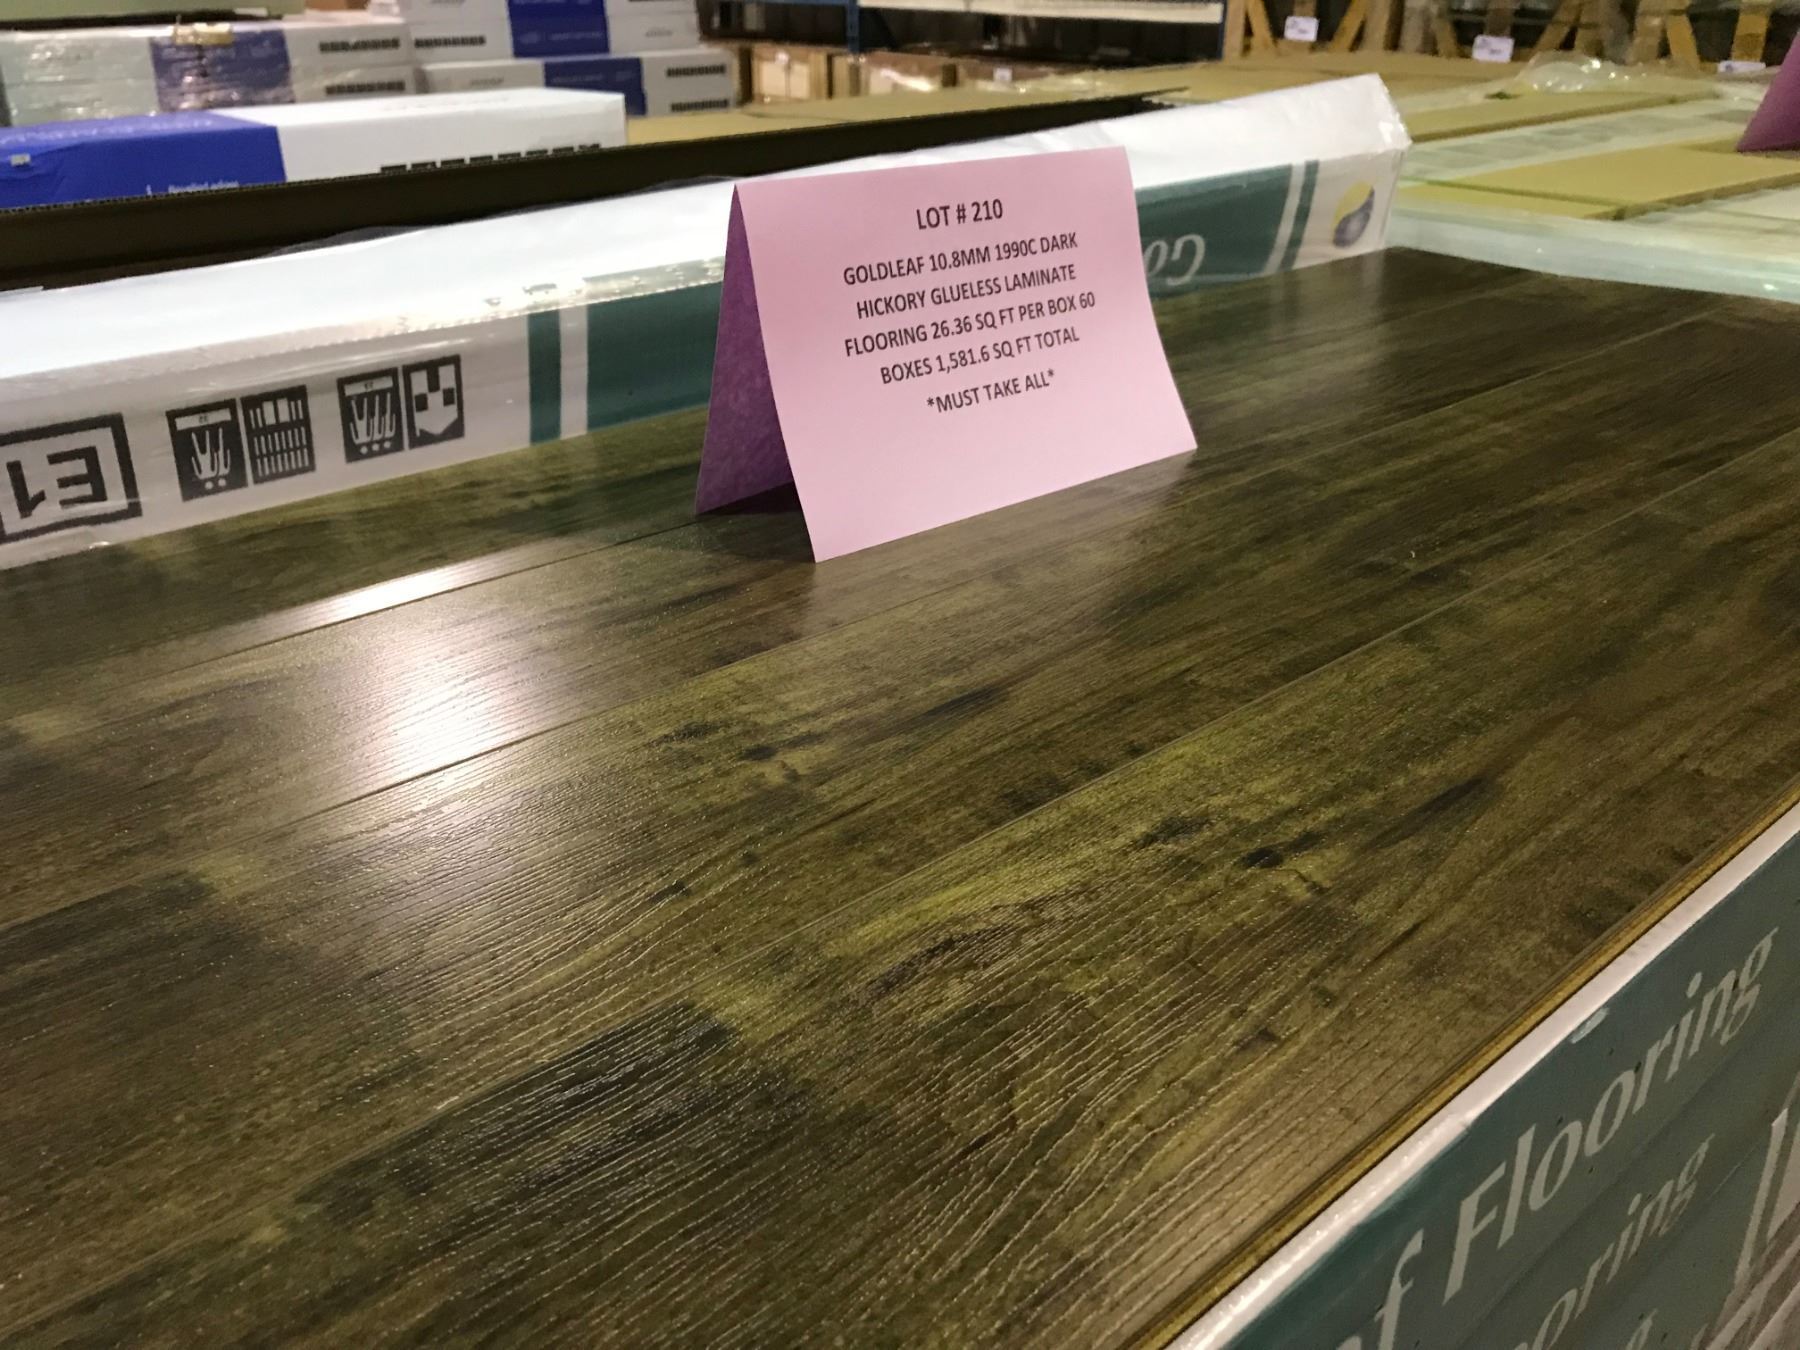 LOT # 210
GOLDLEAF 10.8MM 1990C DARK
HICKORY GLUELESS LAMINATE
FLOORING 26.36 SQ FT PER BOX 60
BOXES 1,581.6 SQ FT TOTAL
*MUST TAKE ALL*
E1
Flooring